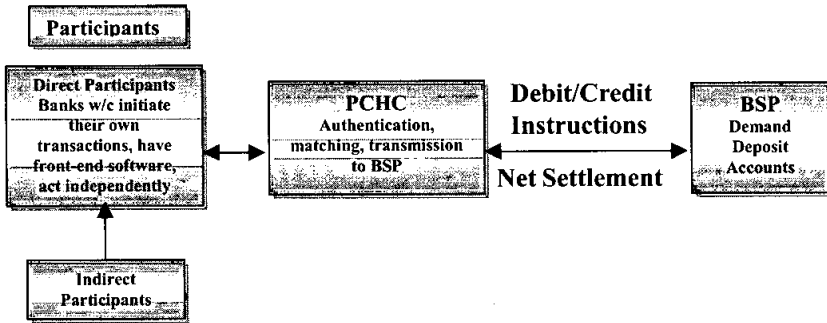 Participants
Direct Participants
Banks w/c initiate
their own
transactions, have
front-end software,
act independently
Indirect
Participants
PCHC
Authentication,
matching, transmission
to BSP
Debit/Credit
Instructions
Net Settlement
BSP
Demand
Deposit
Accounts